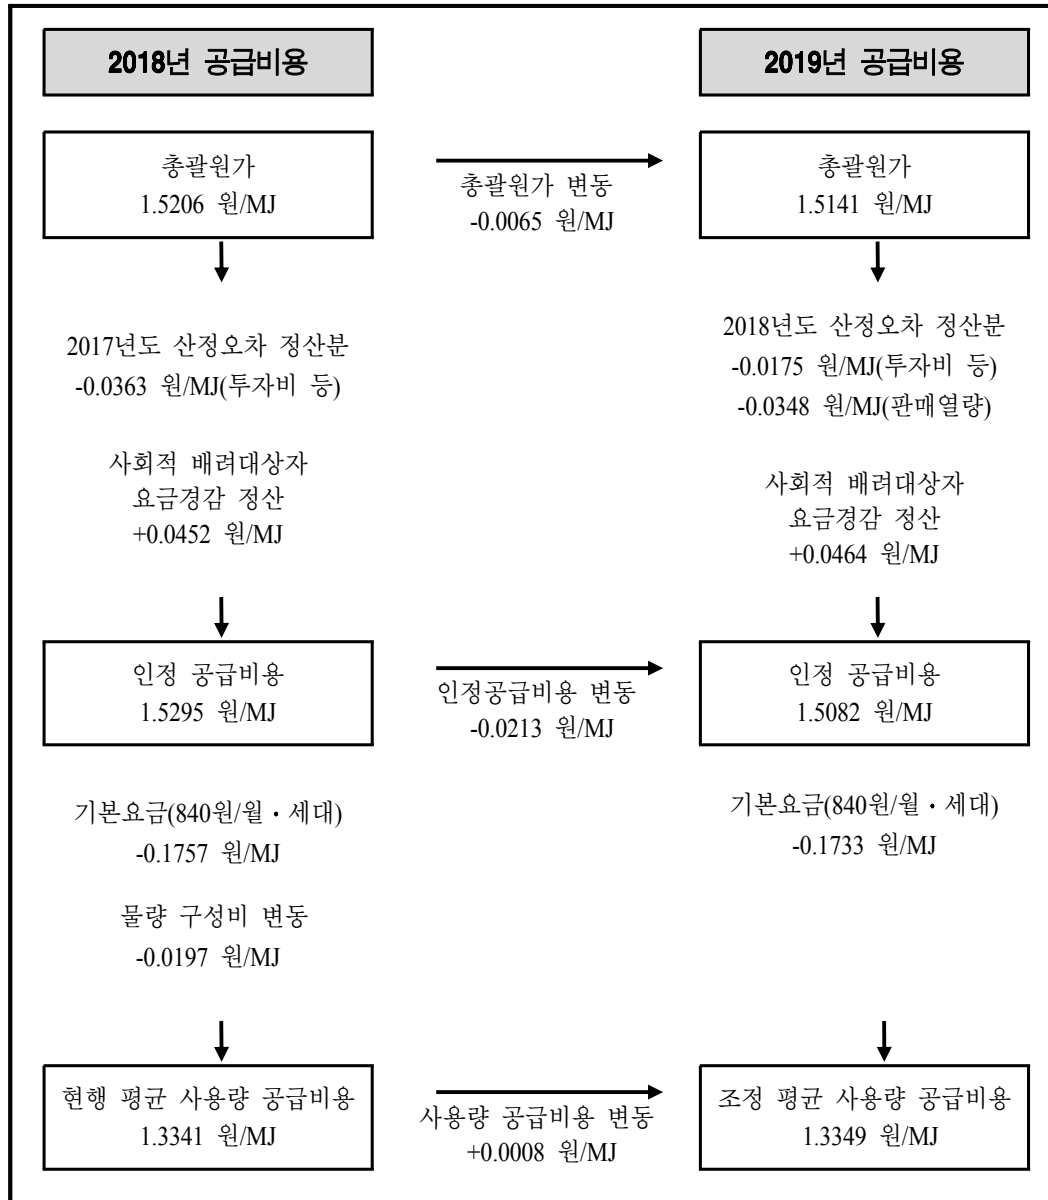 2018년 공급비용
2019년 공급비용
총괄원가
1.5206 원/MJ
총괄원가 변동
-0.0065 원/MJ
총괄원가
1.5141 원/MJ
2017년도 산정오차 정산분
-0.0363 원/MJ(투자비 등)
사회적 배려대상자
요금경감 정산
+0.0452 원/MJ
2018년도 산정오차 정산분
-0.0175 원/MJ(투자비 등)
-0.0348 원/MJ(판매열량)
사회적 배려대상자
요금경감 정산
+0.0464 원/MJ
인정 공급비용
1.5295 원/MJ
인정공급비용 변동
-0.0213 원/MJ
인정 공급비용
1.5082 원/MJ
기본요금(840원/월·세대)
-0.1757 원/MJ
물량 구성비 변동
-0.0197 원/MJ
기본요금(840원/월·세대)
-0.1733 원/MJ
현행 평균 사용량 공급비용
1.3341 원/MJ
사용량 공급비용 변동
+0.0008 원/MJ
조정 평균 사용량 공급비용
1.3349 원/MJ